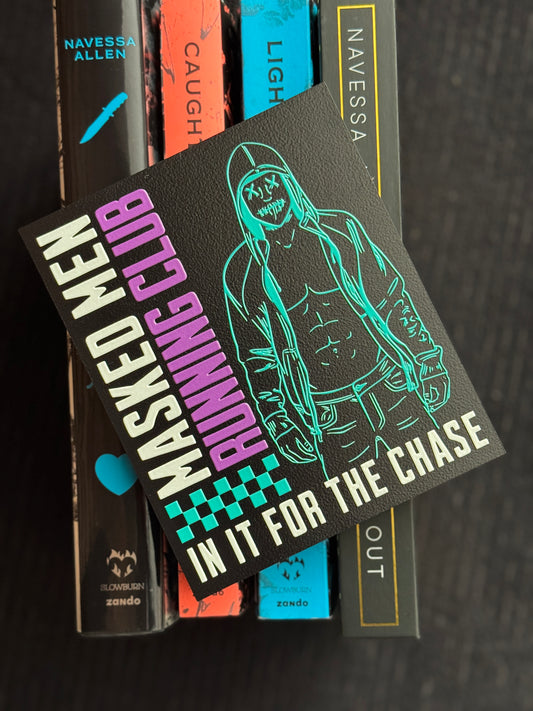 NAVESSA
ALLEN
CAUGH
LIGH
NAVESSA
MASKED MEN
RUNNING CLUB
IN IT FOR THE CHASE
OUT
SLOWBURN
zando
SLOWBURN
zando